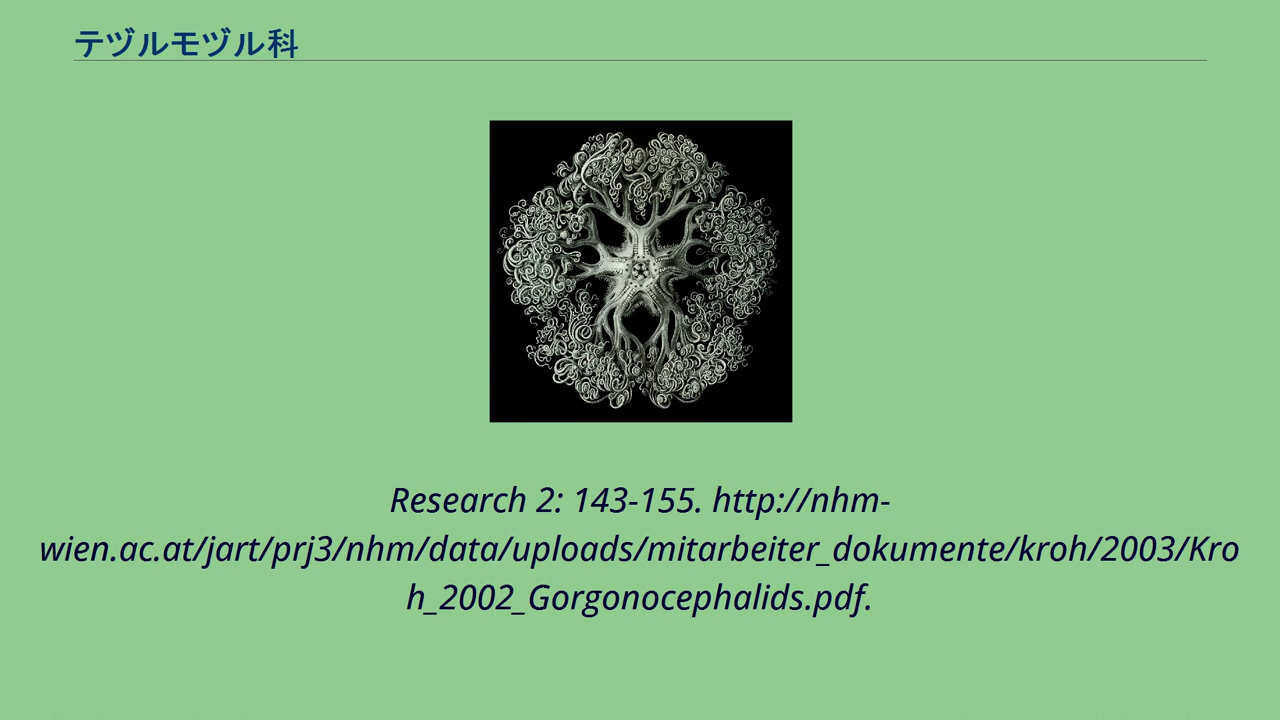 テヅルモヅル科
Research 2: 143-155. http://nhm-
wien.ac.at/jart/prj3/nhm/data/uploads/mitarbeiter_dokumente/kroh/2003/Kro
h_2002_Gorgonocephalids.pdf.